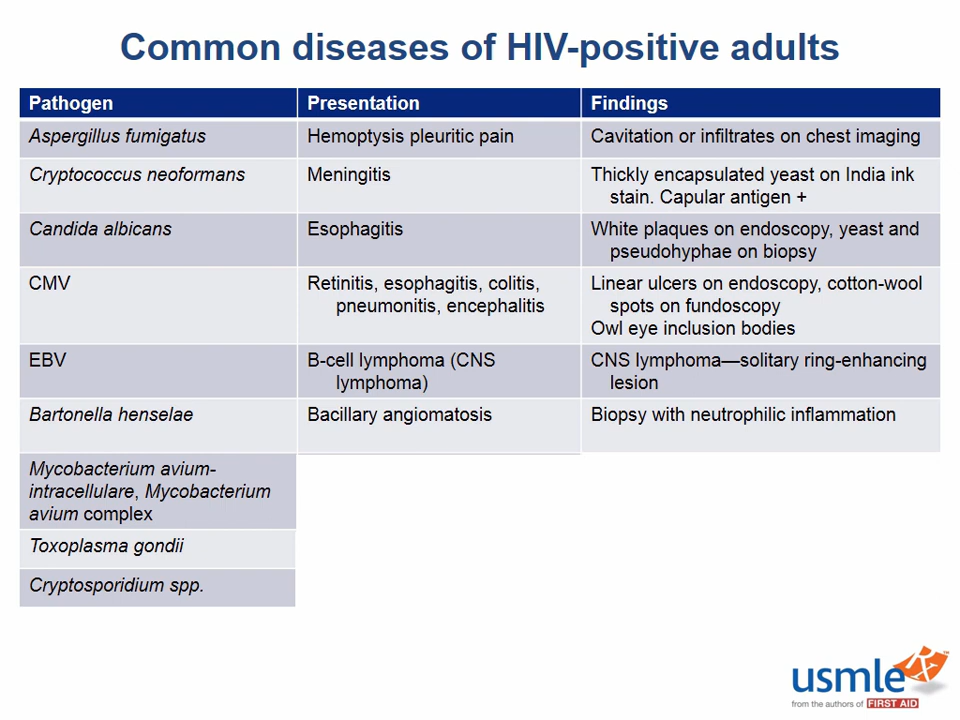 Common diseases of HIV-positive adults
Pathogen Presentation Findings
Aspergillus fumigatus Hemoptysis pleuritic pain Cavitation or infiltrates on chest imaging
Cryptococcus neoformans Meningitis Thickly encapsulated yeast on India ink
stain. Capular antigen +
Candida albicans Esophagitis White plaques on endoscopy, yeast and
pseudohyphae on biopsy
CMV Retinitis, esophagitis, colitis, Linear ulcers on endoscopy, cotton-wool
pneumonitis, encephalitis spots on fundoscopy
Owl eye inclusion bodies
EBV B-cell lymphoma (CNS CNS lymphoma—solitary ring-enhancing
lymphoma) lesion
Bartonella henselae Bacillary angiomatosis Biopsy with neutrophilic inflammation
Mycobacterium avium-
intracellulare, Mycobacterium
avium complex
Toxoplasma gondii
Cryptosporidium spp.
usmle Rx ™
from the authors of FIRST AID